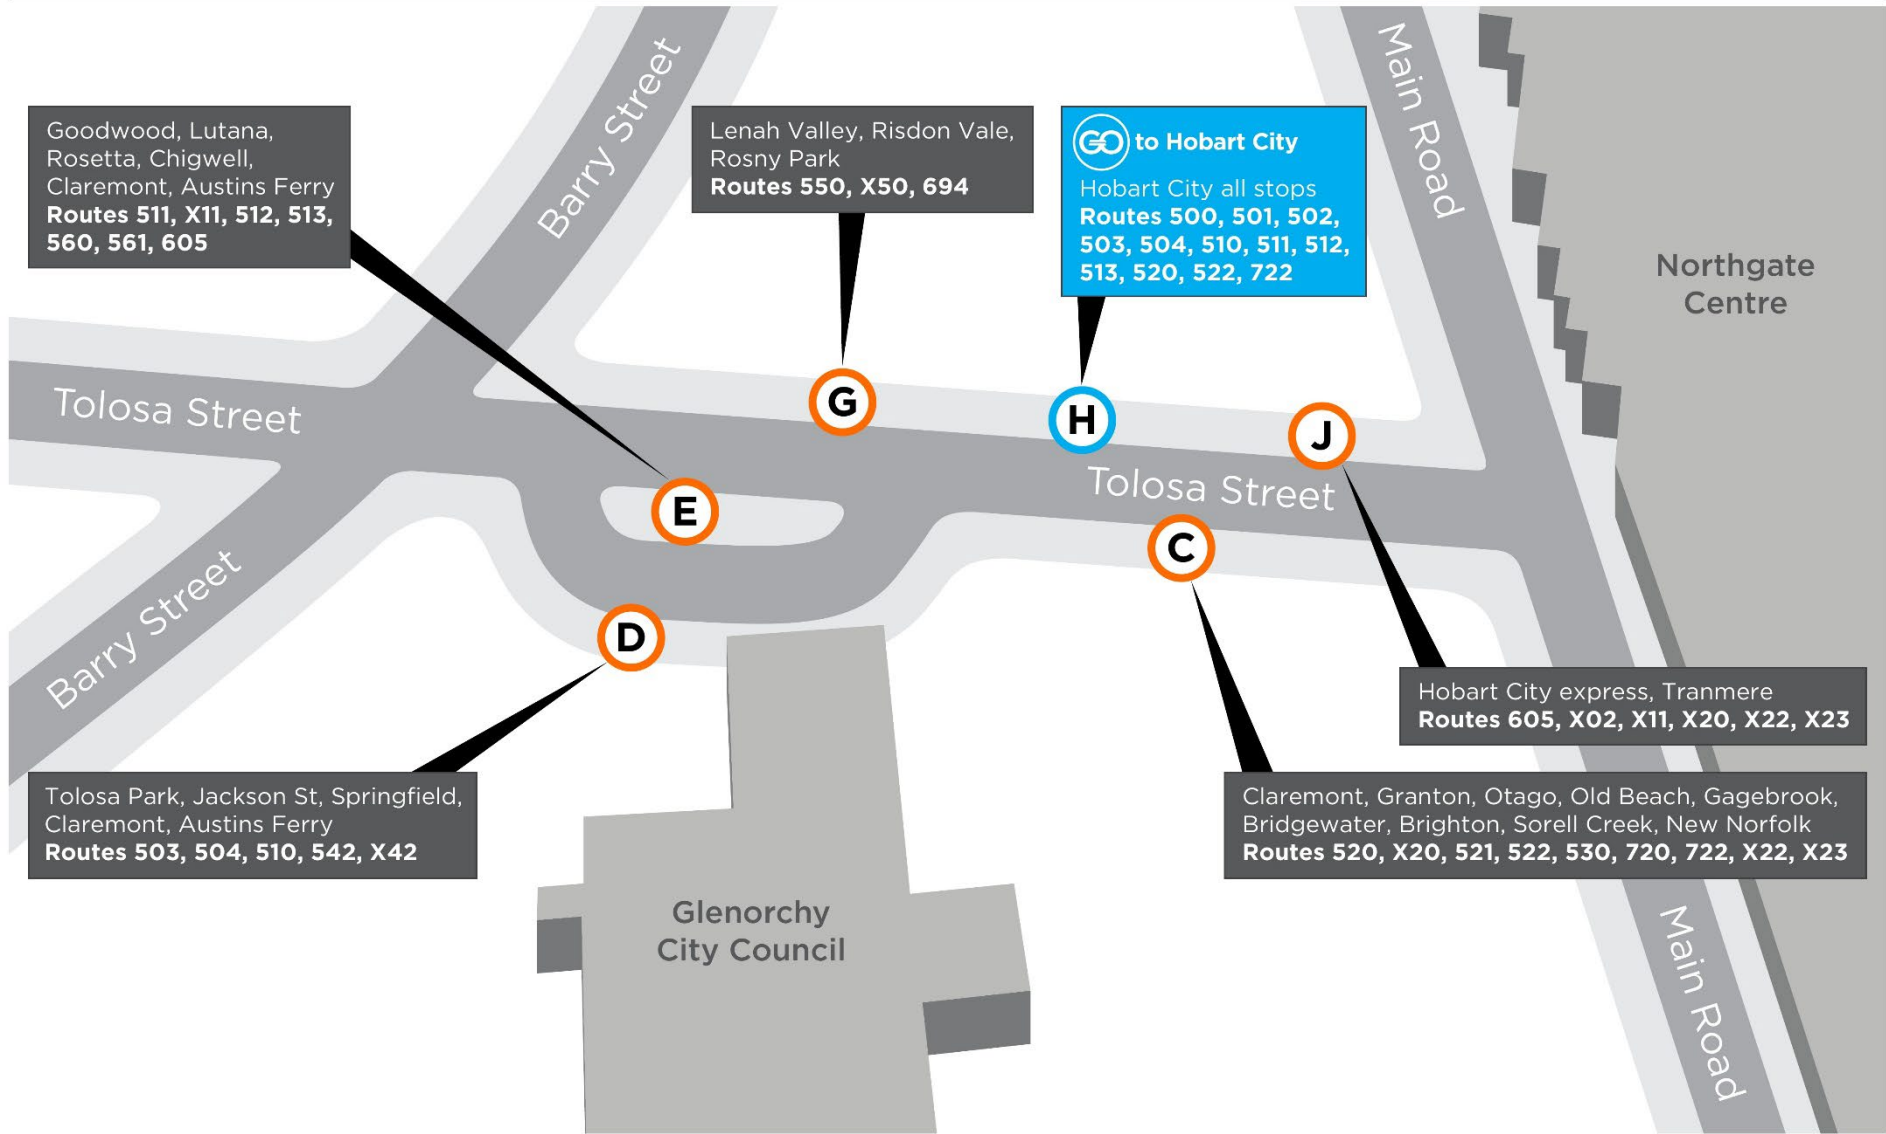 Barry Street
Main Road
Goodwood, Lutana,
Rosetta, Chigwell,
Claremont, Austins Ferry
Routes 511, X11, 512, 513,
560, 561, 605
Lenah Valley, Risdon Vale,
Rosny Park
Routes 550, X50, 694
GO to Hobart City
Hobart City all stops
Routes 500, 501, 502,
503, 504, 510, 511, 512,
513, 520, 522, 722
Northgate
Centre
Tolosa Street
G
H
J
E
Tolosa Street
C
Barry Street
D
Hobart City express, Tranmere
Routes 605, X02, X11, X20, X22, X23
Tolosa Park, Jackson St, Springfield,
Claremont, Austins Ferry
Routes 503, 504, 510, 542, X42
Claremont, Granton, Otago, Old Beach, Gagebrook,
Bridgewater, Brighton, Sorell Creek, New Norfolk
Routes 520, X20, 521, 522, 530, 720, 722, X22, X23
Glenorchy
City Council
Main Road